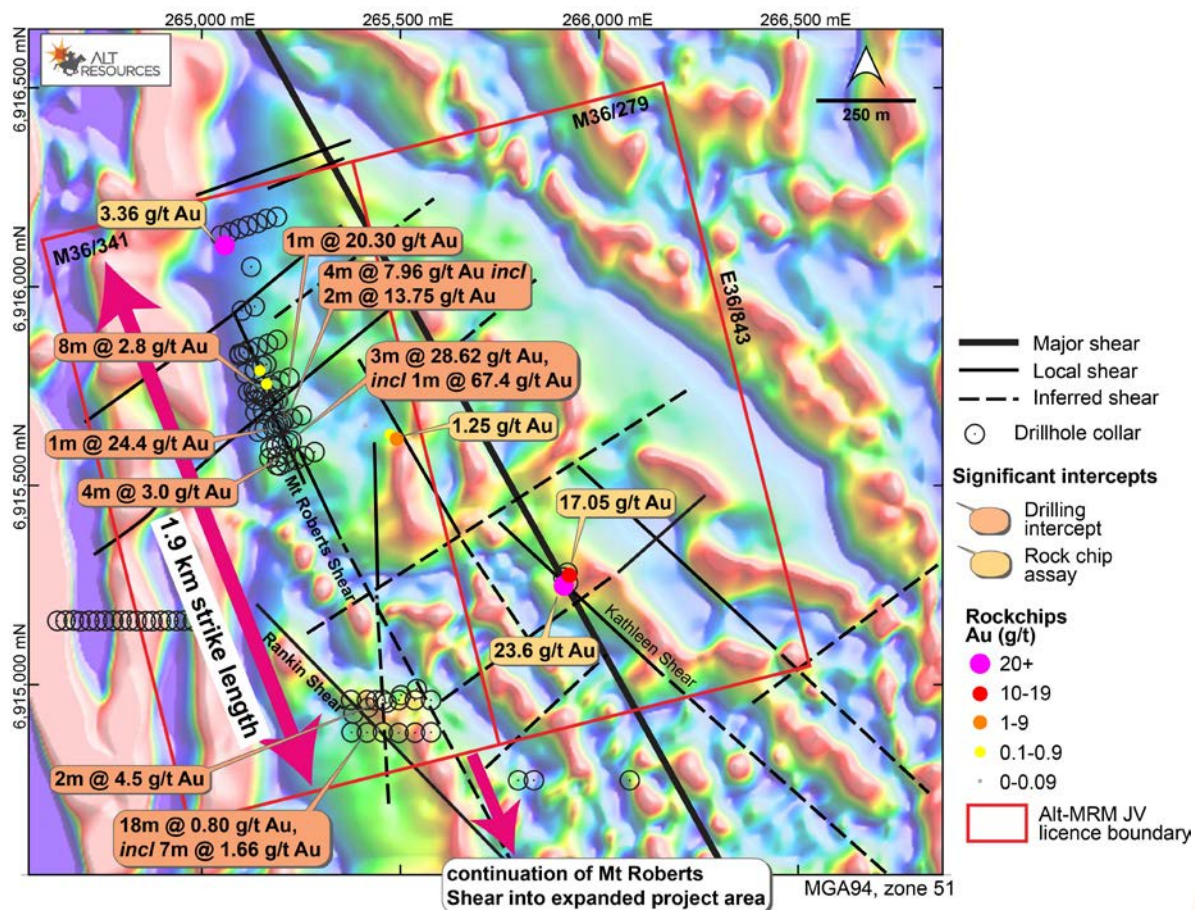 265,000 mE
265,500 mE
266,000 mE
266,500 mE
6,916,500 mN
6,916,000 mN
6,915,500 mN
6,915,000 mN
ALT
RESOURCES
250 m
M36/279
M36/341
E36/843
3.36 g/t Au
1m @ 20.30 g/t Au
4m @ 7.96 g/t Au incl
2m @ 13.75 g/t Au
8m @ 2.8 g/t Au
3m @ 28.62 g/t Au,
incl 1m @ 67.4 g/t Au
1m @ 24.4 g/t Au
1.25 g/t Au
4m @ 3.0 g/t Au
17.05 g/t Au
Mt Roberts Shear
1.9 km strike length
Rankin Shear
23.6 g/t Au
Kathleen Shear
2m @ 4.5 g/t Au
18m @ 0.80 g/t Au,
incl 7m @ 1.66 g/t Au
continuation of Mt Roberts
Shear into expanded project area
MGA94, zone 51
Major shear
Local shear
Inferred shear
Drillhole collar
Significant intercepts
Drilling
intercept
Rock chip
assay
Rockchips
Au (g/t)
20+
10-19
1-9
0.1-0.9
0-0.09
Alt-MRM JV
licence boundary